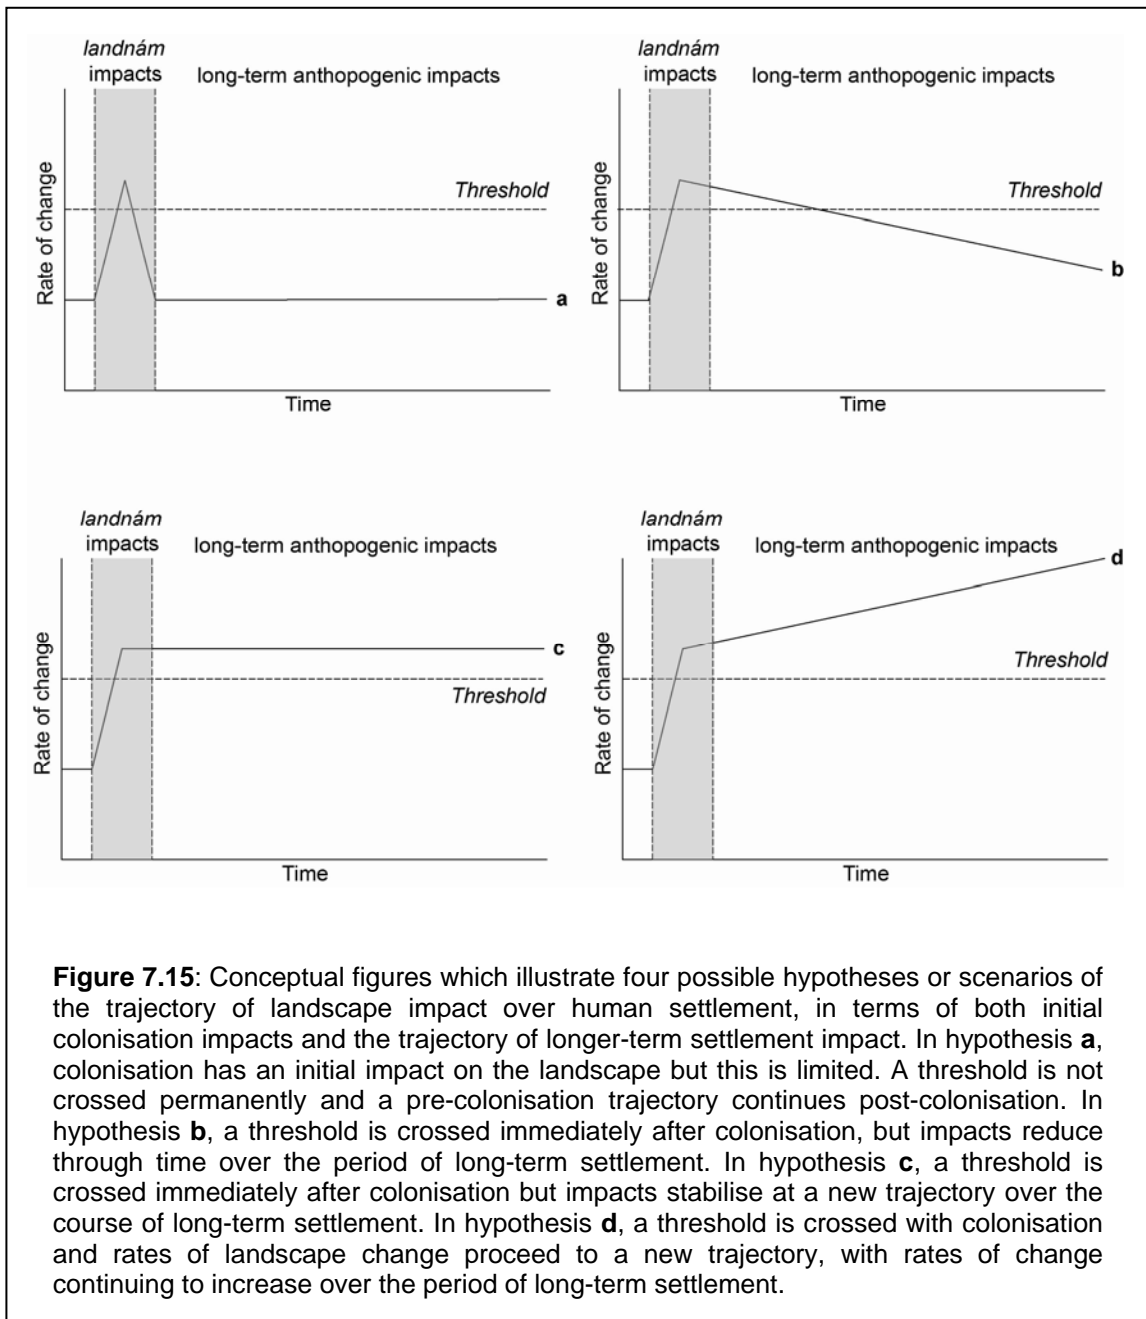 landnám
impacts
long-term anthopogenic impacts
Threshold
Rate of change
a
Time
landnám
impacts
long-term anthopogenic impacts
Threshold
Rate of change
b
Time
landnám
impacts
long-term anthopogenic impacts
c
Threshold
Rate of change
Time
landnám
impacts
long-term anthopogenic impacts
d
Threshold
Rate of change
Time
Figure 7.15: Conceptual figures which illustrate four possible hypotheses or scenarios of
the trajectory of landscape impact over human settlement, in terms of both initial
colonisation impacts and the trajectory of longer-term settlement impact. In hypothesis a,
colonisation has an initial impact on the landscape but this is limited. A threshold is not
crossed permanently and a pre-colonisation trajectory continues post-colonisation. In
hypothesis b, a threshold is crossed immediately after colonisation, but impacts reduce
through time over the period of long-term settlement. In hypothesis c, a threshold is
crossed immediately after colonisation but impacts stabilise at a new trajectory over the
course of long-term settlement. In hypothesis d, a threshold is crossed with colonisation
and rates of landscape change proceed to a new trajectory, with rates of change
continuing to increase over the period of long-term settlement.